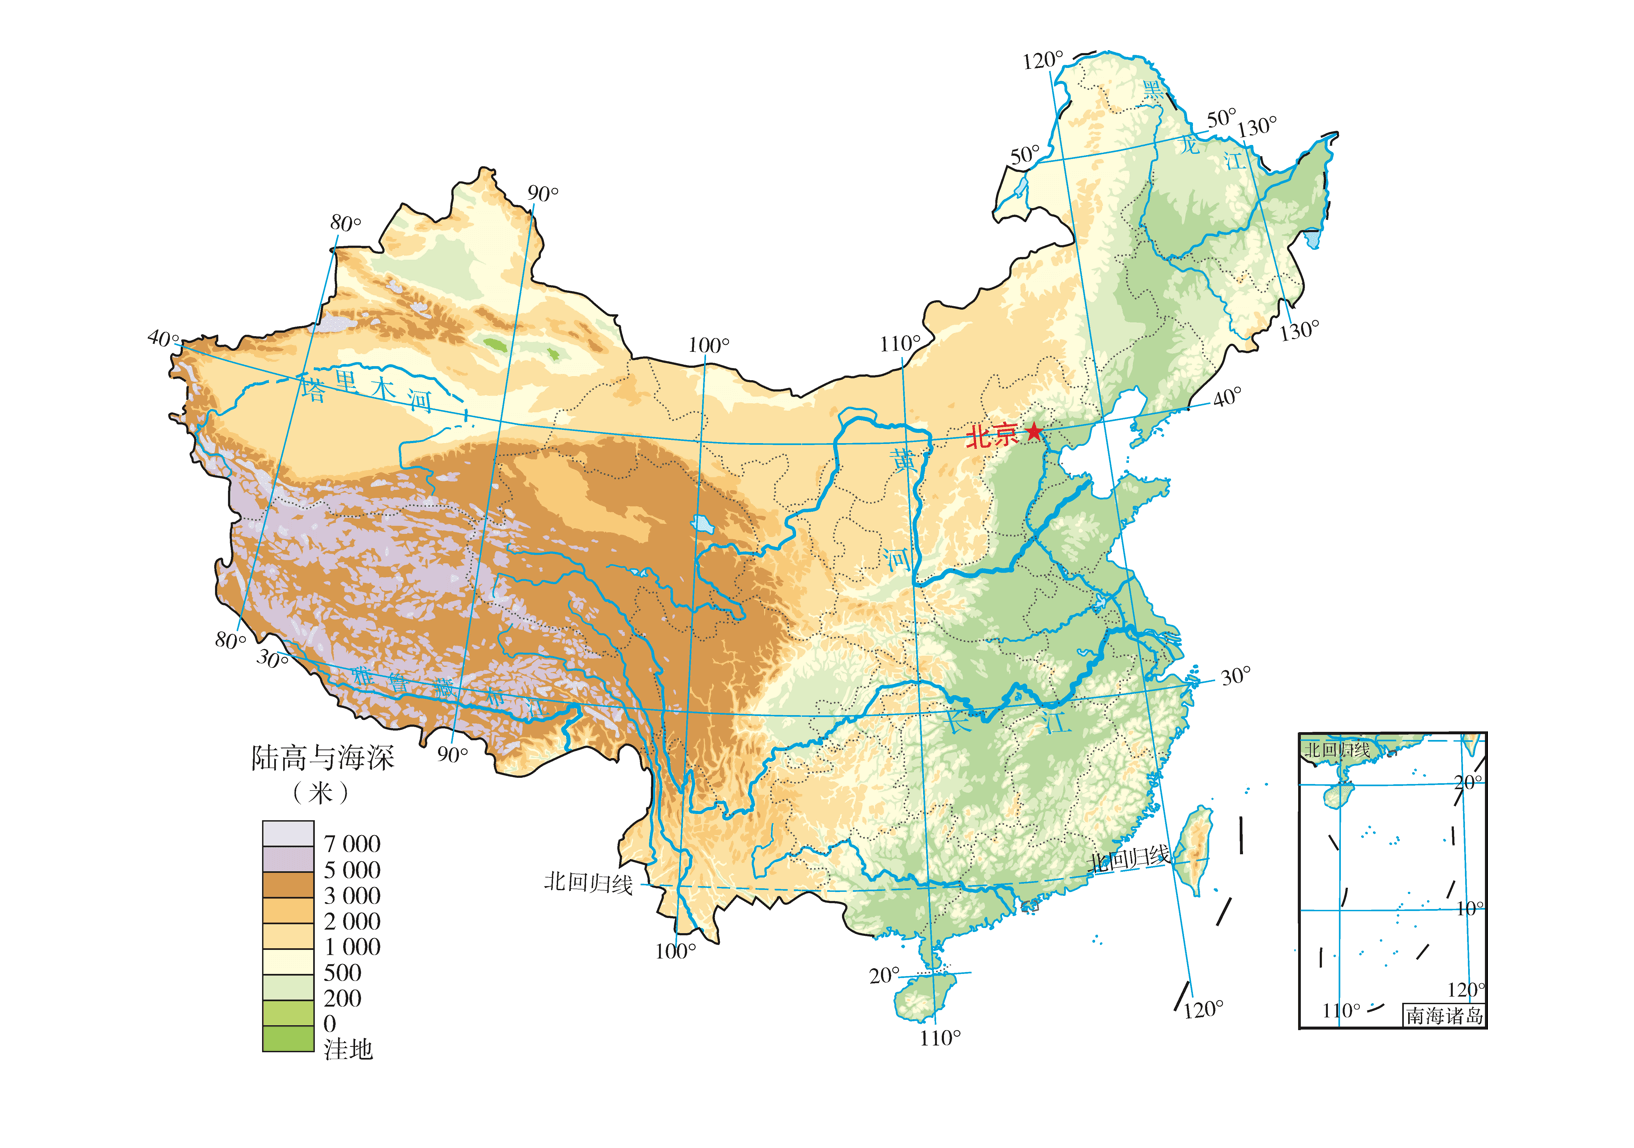 120°
50°
130°
50°
黑
龙
江
90°
80°
40°
100°
110°
130°
40°
塔里木河
北京
黄
河
80°
30°
雅鲁藏布江
90°
30°
长江
陆高与海深
（米）
7 000
5 000
3 000
2 000
1 000
500
200
0
洼地
北回归线
北回归线
100°
20°
110°
120°
北回归线
20°
10°
120°
110°
南海诸岛